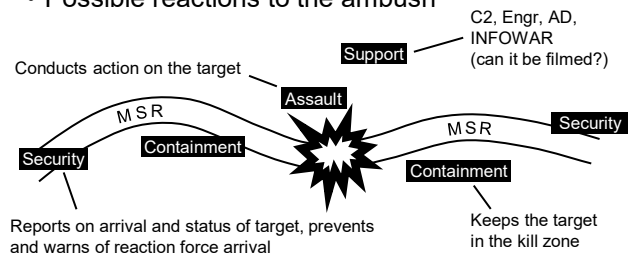 • Possible reactions to the ambush
C2, Engr, AD,
INFOWAR
(can it be filmed?)
Support
Conducts action on the target
Assault
MSR
MSR
Security
Containment
Security
Containment
Reports on arrival and status of target, prevents
and warns of reaction force arrival
Keeps the target
in the kill zone